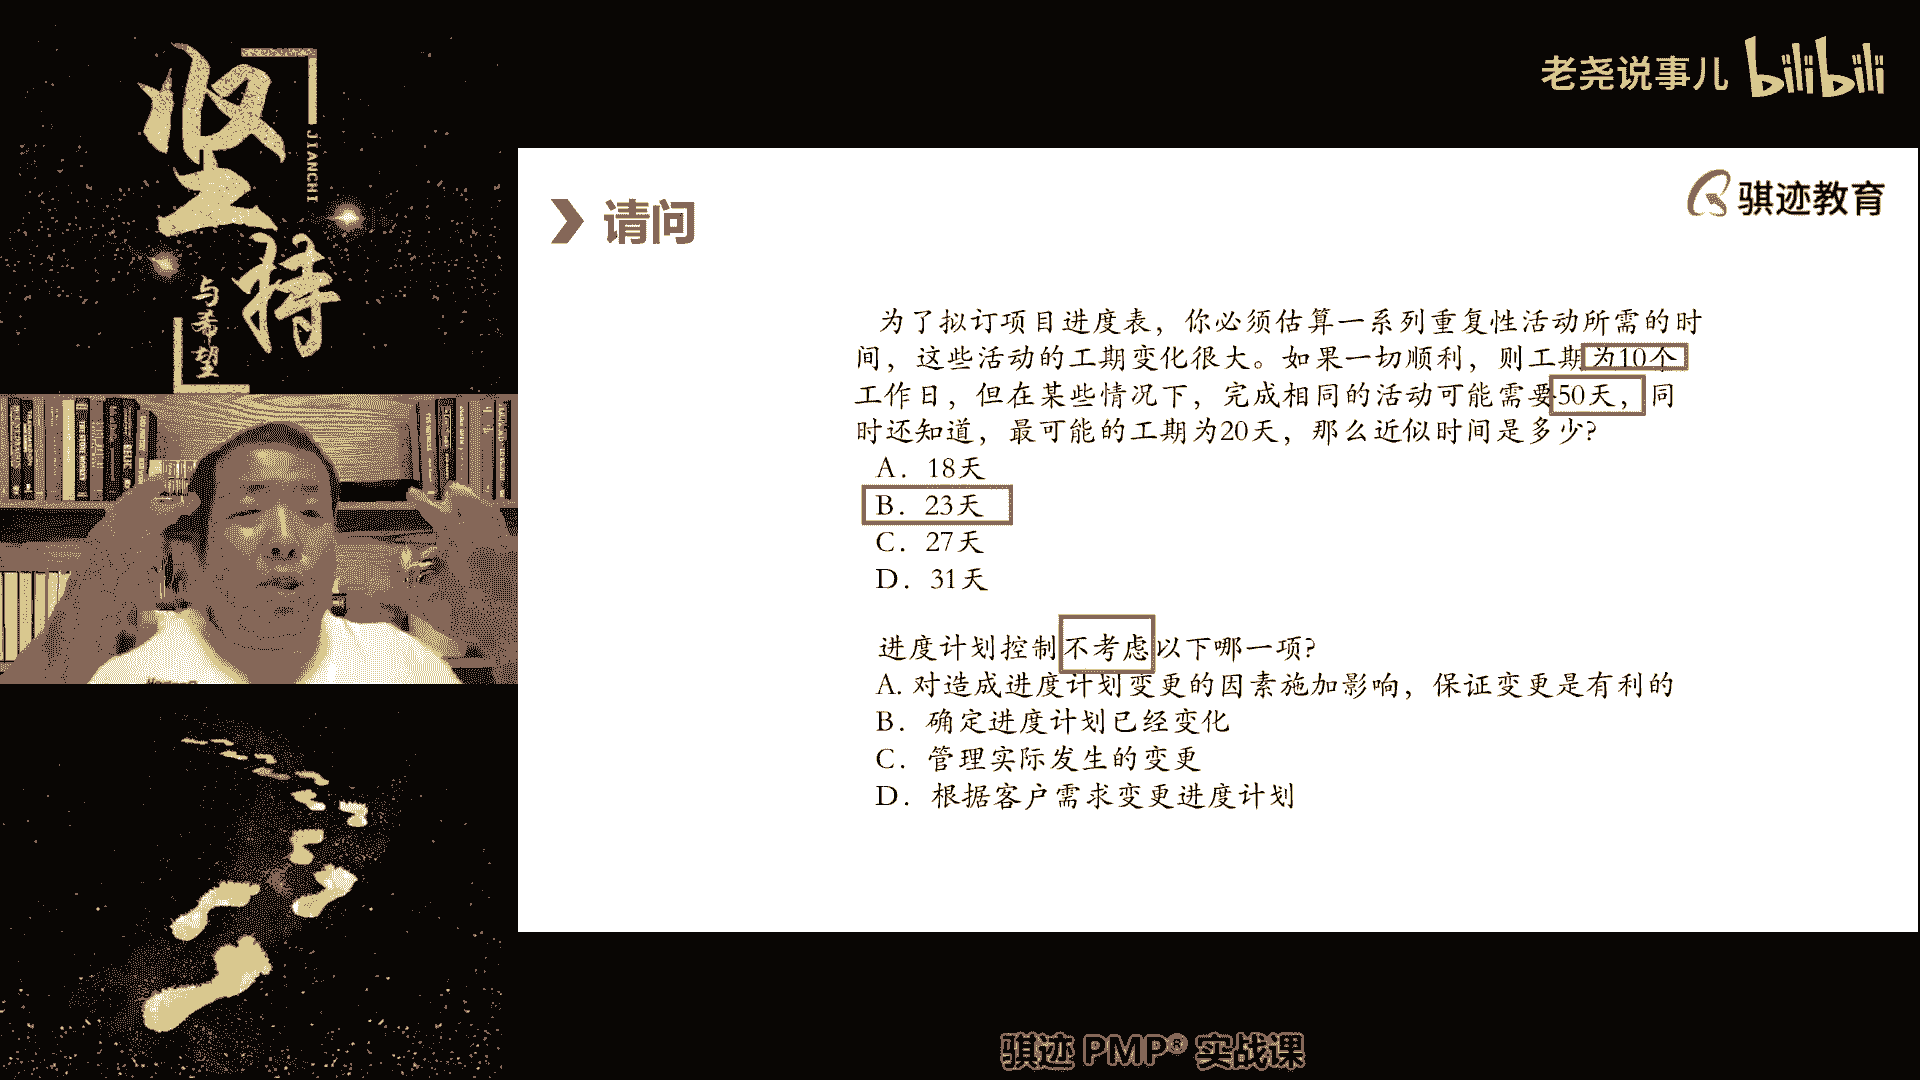 坚持
JIANCHI
与希望
老尧说事儿 bilibili
骐迹教育
请问
为了拟订项目进度表，你必须估算一系列重复性活动所需的时
间，这些活动的工期变化很大。如果一切顺利，则工期为10个
工作日，但在某些情况下，完成相同的活动可能需要50天，同
时还知道，最可能的工期为20天，那么近似时间是多少?
A．18天
B．23天
C．27天
D．31天
进度计划控制不考虑以下哪一项?
A. 对造成进度计划变更的因素施加影响，保证变更是有利的
B．确定进度计划已经变化
C．管理实际发生的变更
D．根据客户需求变更进度计划
骐迹 PMP® 实战课